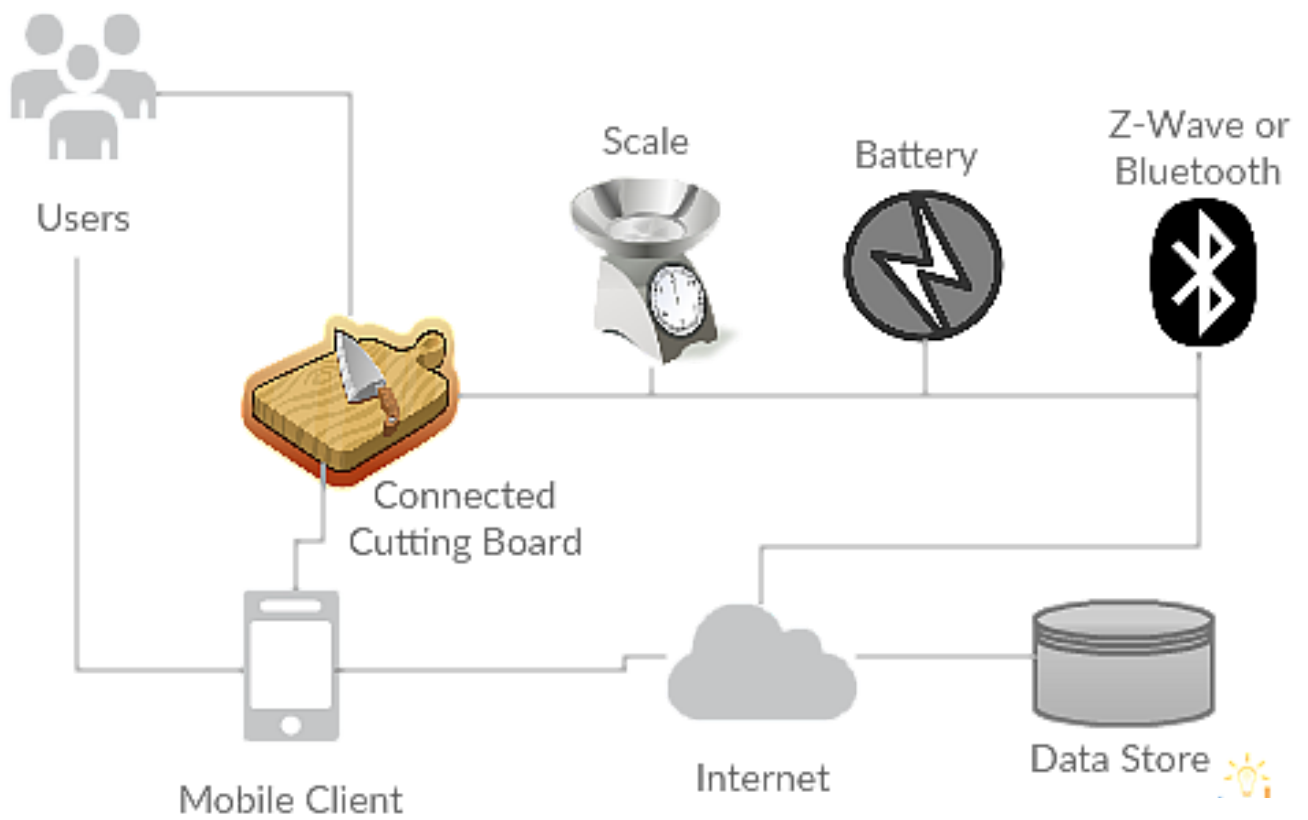 Users
Scale
Battery
Z-Wave or
Bluetooth
Connected
Cutting Board
Mobile Client
Internet
Data Store